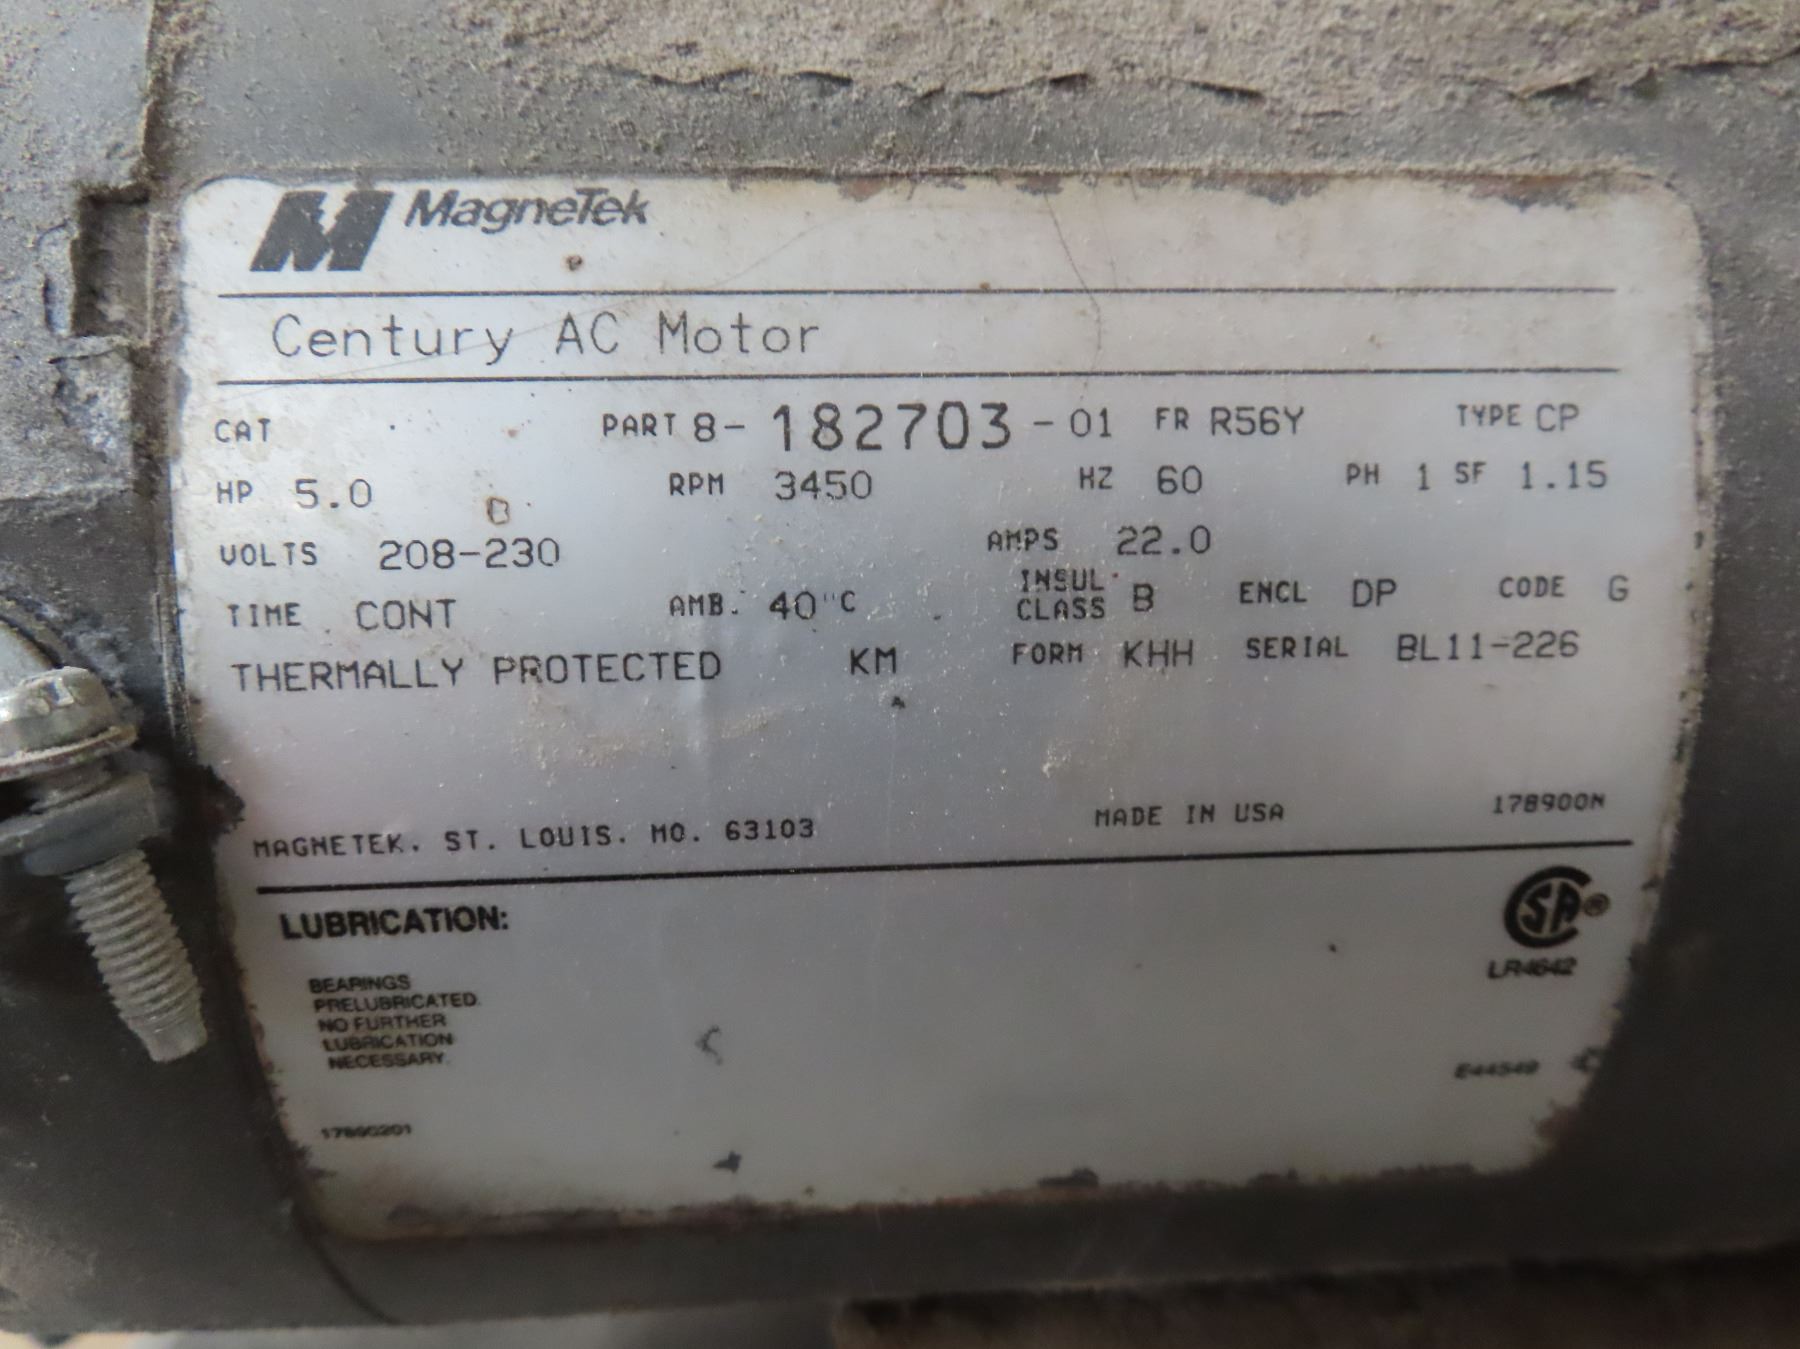 M MagneTek
Century AC Motor
CAT PART 8-182703-01 FR R56Y TYPE CP
HP 5.0 RPM 3450 HZ 60 PH 1 SF 1.15
VOLTS 208-230 AMPS 22.0
TIME CONT AMB. 40°C INSUL CLASS B ENCL DP CODE G
THERMALLY PROTECTED KM FORM KHH SERIAL BL11-226
MAGNETEK. ST. LOUIS. MO. 63103 MADE IN USA 178900N
LUBRICATION:
BEARINGS
PRELUBRICATED.
NO FURTHER
LUBRICATION
NECESSARY.
17890201
SA®
LR4642
E44549